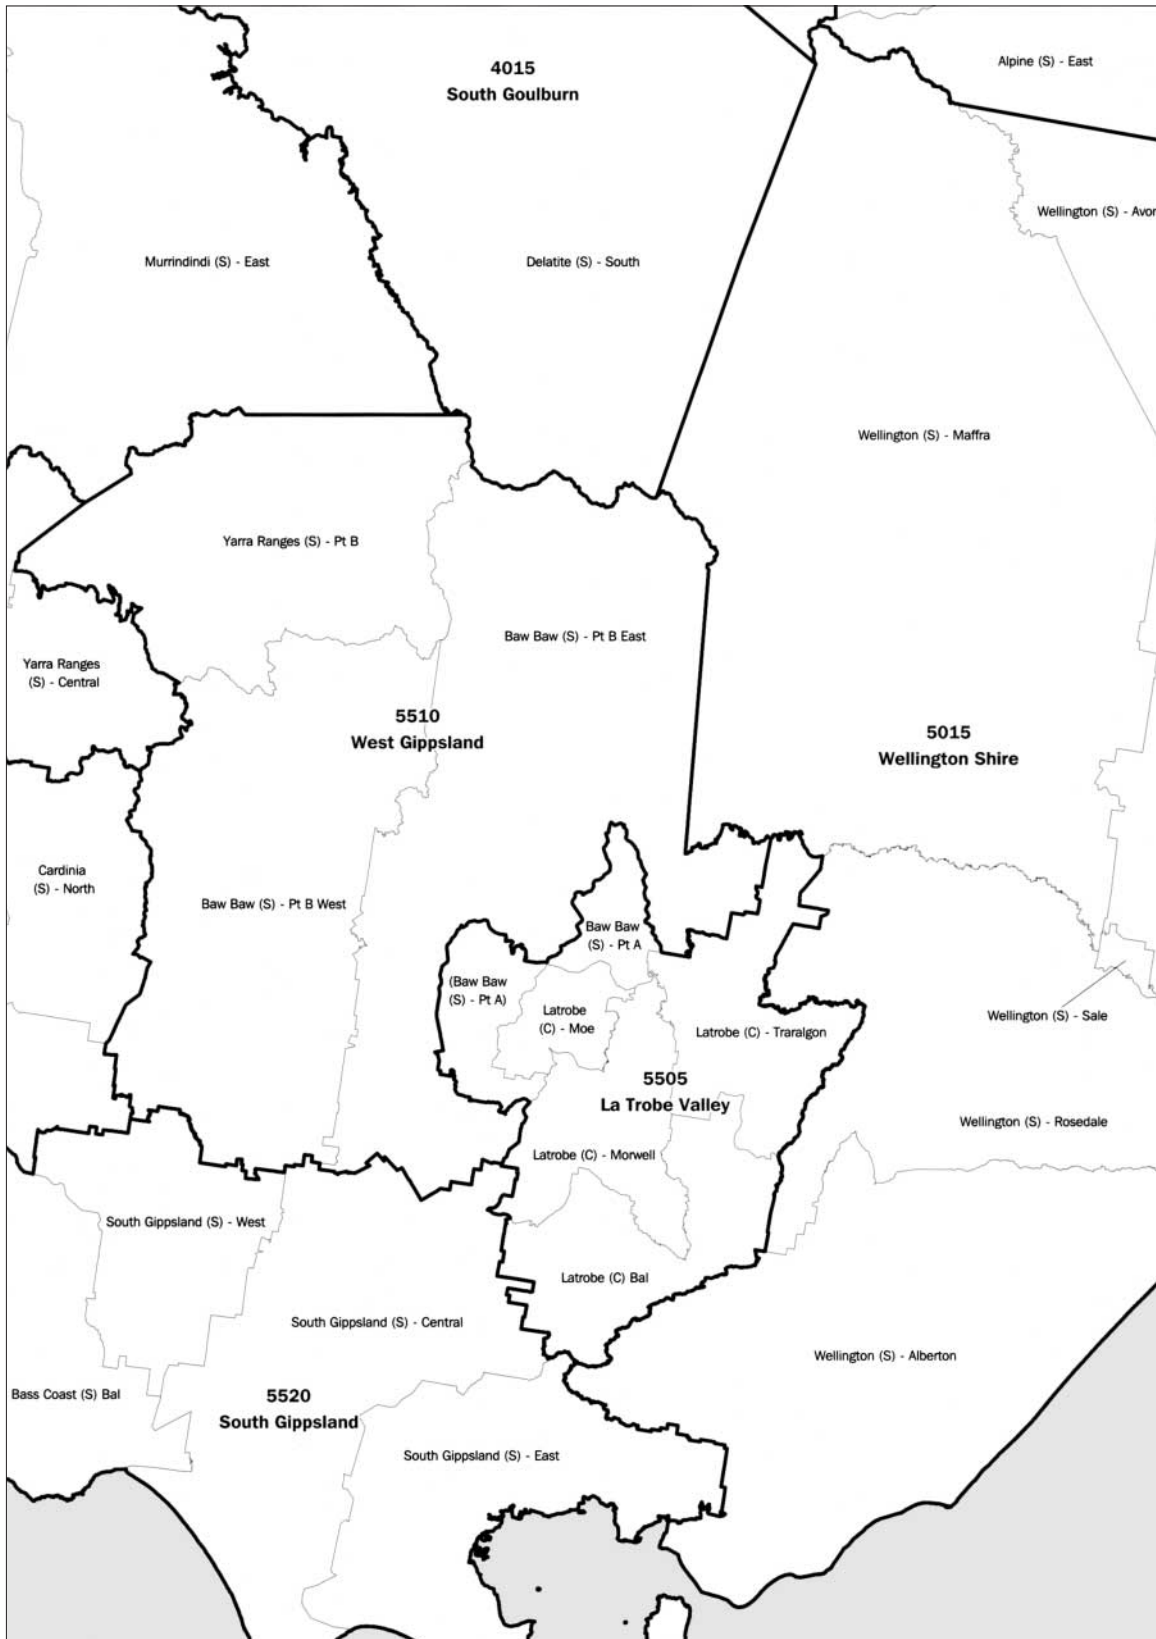 4015
South Goulburn
Alpine (S) - East
Wellington (S) - Avon
Murrindindi (S) - East
Delatite (S) - South
Wellington (S) - Maffra
Yarra Ranges (S) - Pt B
Baw Baw (S) - Pt B East
Yarra Ranges
(S) - Central
5510
West Gippsland
5015
Wellington Shire
Cardinia
(S) - North
Baw Baw (S) - Pt B West
Baw Baw
(S) - Pt A
(Baw Baw
(S) - Pt A)
Latrobe
(C) - Moe
Wellington (S) - Sale
Latrobe (C) - Traralgon
5505
La Trobe Valley
Wellington (S) - Rosedale
Latrobe (C) - Morwell
South Gippsland (S) - West
Latrobe (C) Bal
South Gippsland (S) - Central
Wellington (S) - Alberton
Bass Coast (S) Bal
5520
South Gippsland
South Gippsland (S) - East